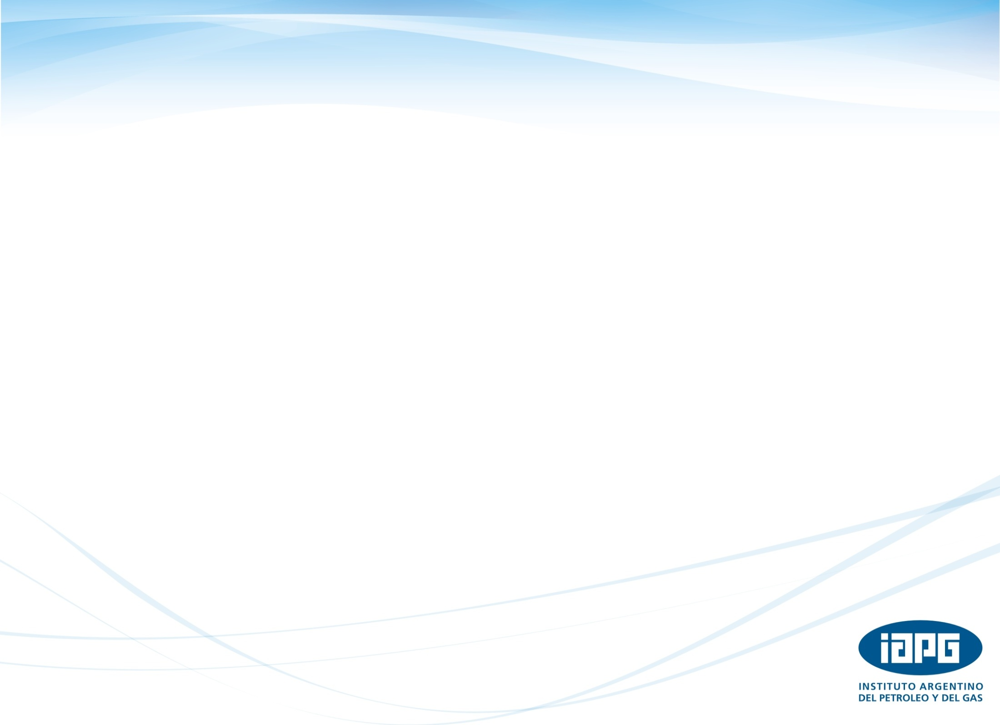 iapg
INSTITUTO ARGENTINO
DEL PETROLEO Y DEL GAS